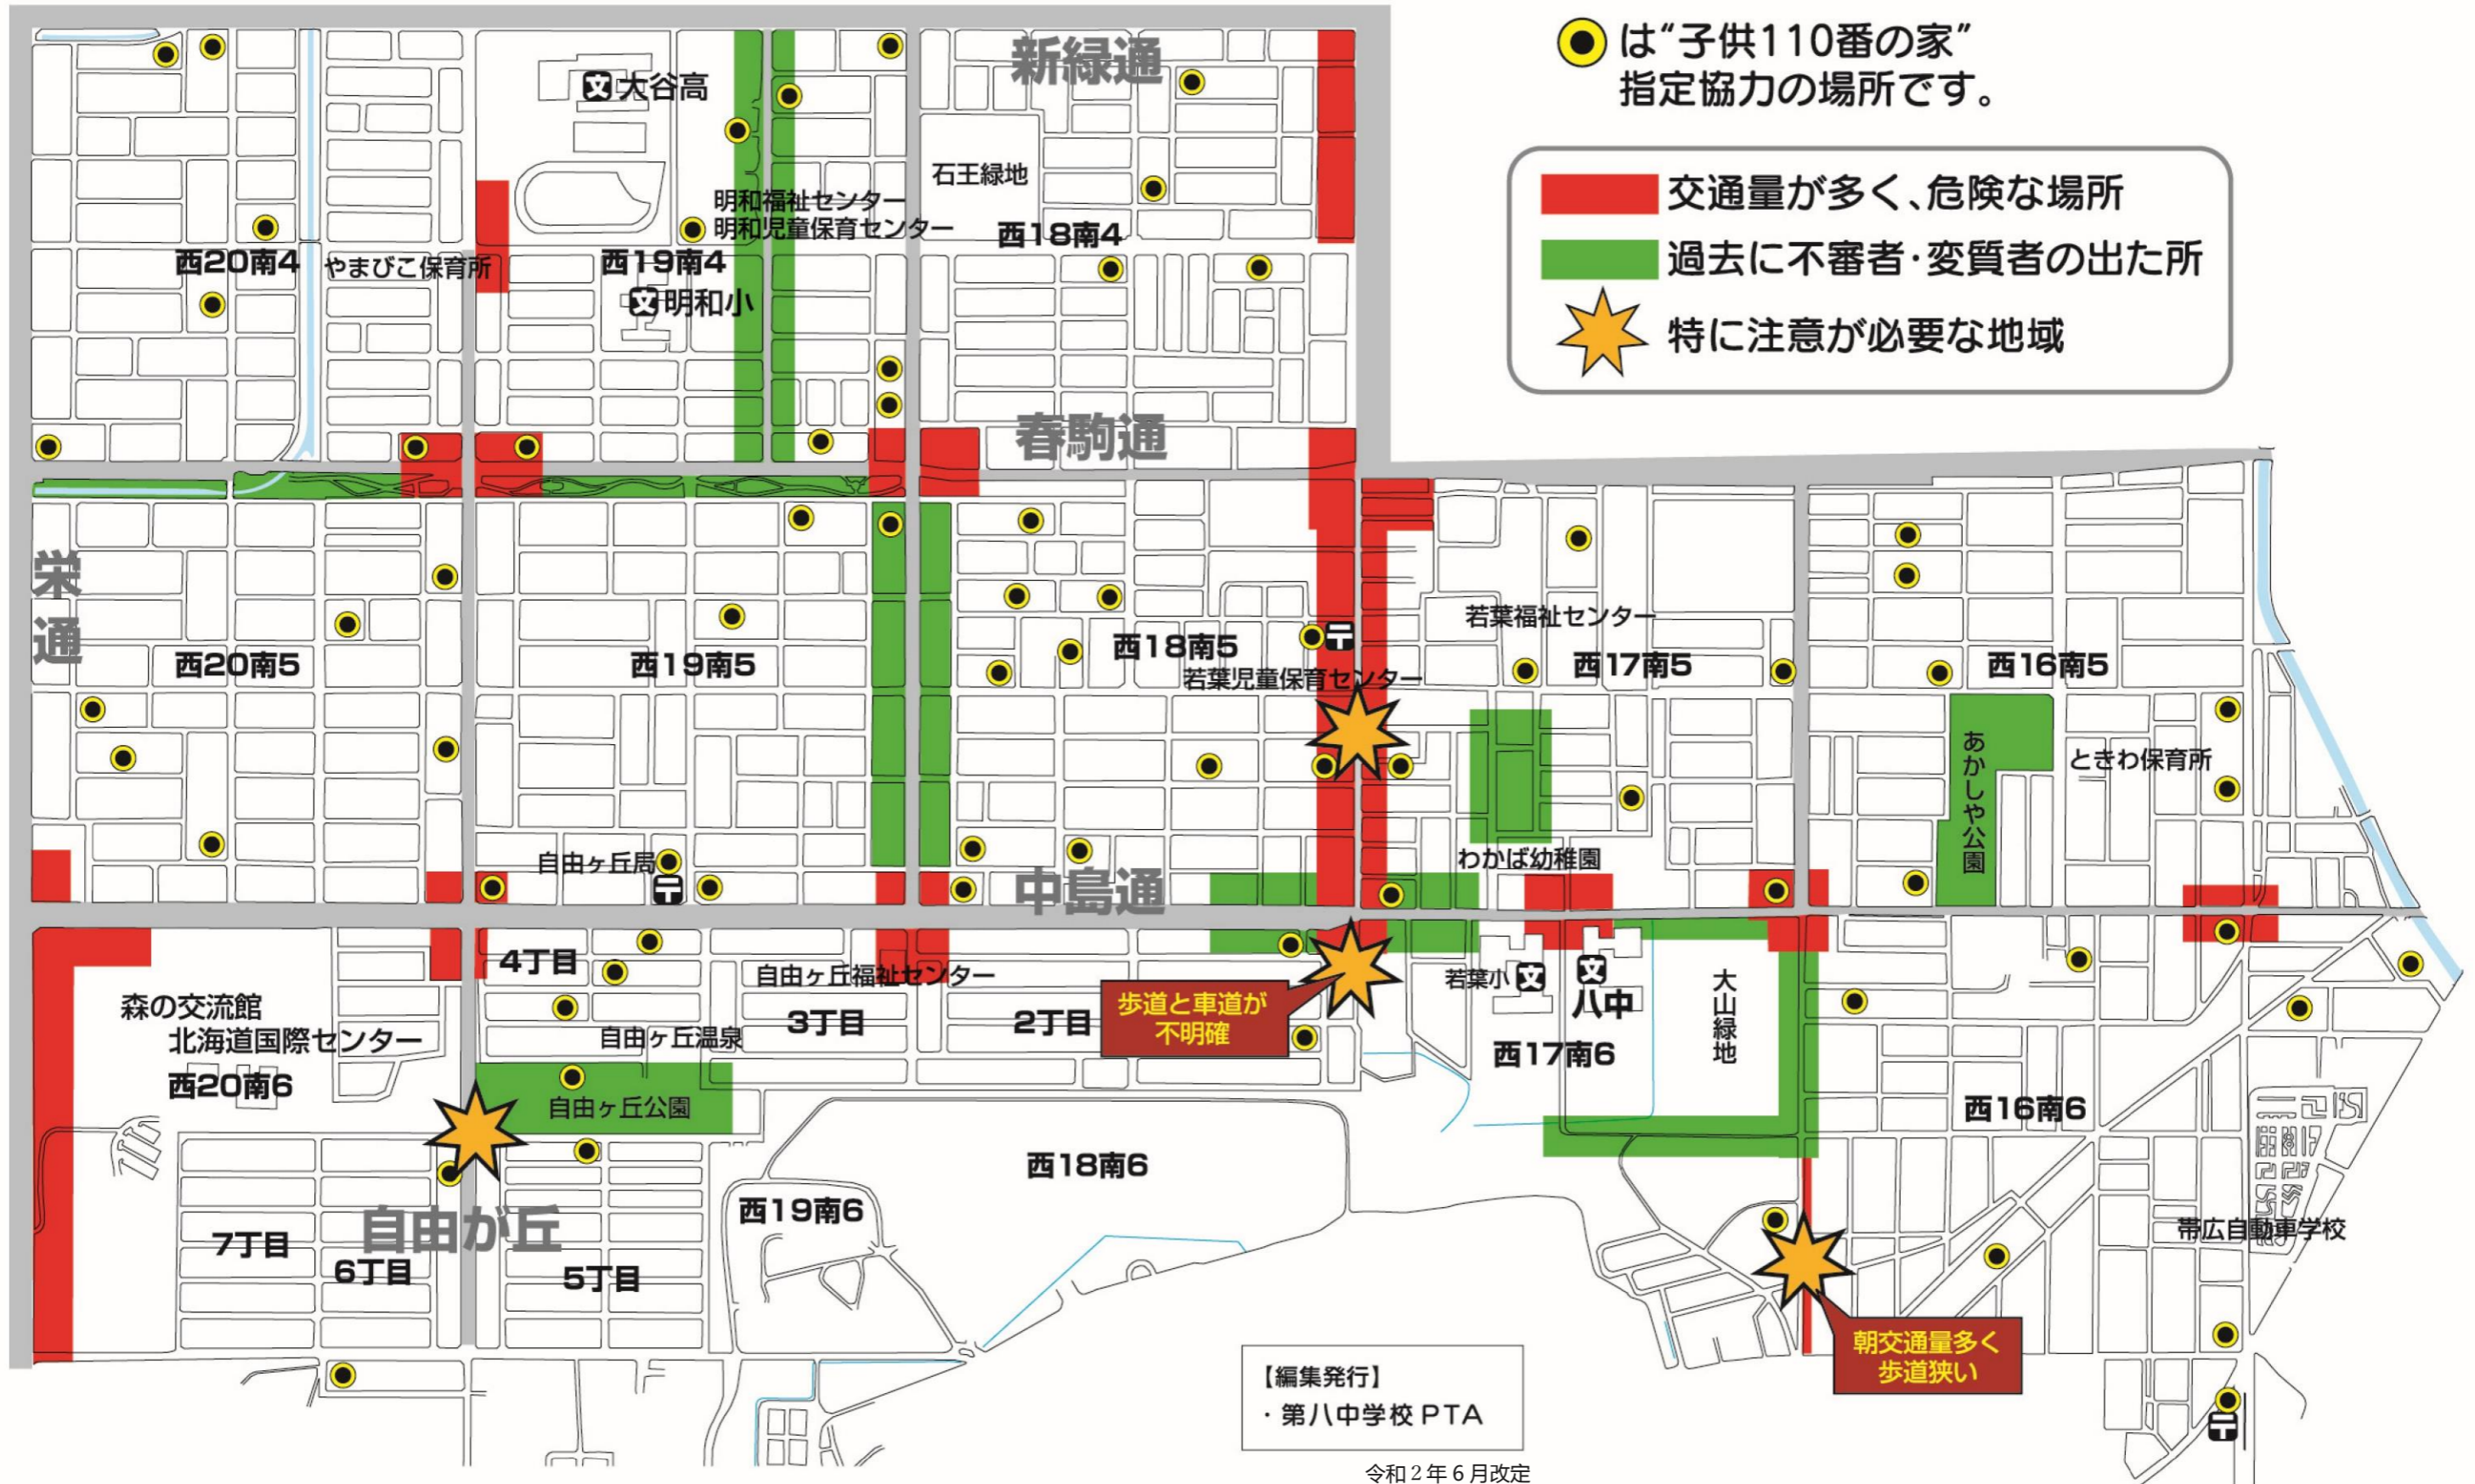 は“子供110番の家”
指定協力の場所です。
交通量が多く、危険な場所
過去に不審者・変質者の出た所
特に注意が必要な地域
新緑通
文 大谷高
石王緑地
明和福祉センター
明和児童保育センター
西18南4
西20南4
やまびこ保育所
西19南4
文 明和小
春駒通
栄通
若葉福祉センター
西18南5
西20南5
西19南5
西17南5
西16南5
若葉児童保育センター
あかしや公園
ときわ保育所
自由ヶ丘局
わかば幼稚園
中島通
4丁目
自由ヶ丘福祉センター
若葉小 文
文
八中
大山緑地
森の交流館
北海道国際センター
歩道と車道が
不明確
3丁目
2丁目
自由ヶ丘温泉
西17南6
西20南6
自由ヶ丘公園
西16南6
西18南6
西19南6
自由が丘
7丁目
6丁目
5丁目
帯広自動車学校
朝交通量多く
歩道狭い
【編集発行】
・第八中学校 PTA
令和2年6月改定